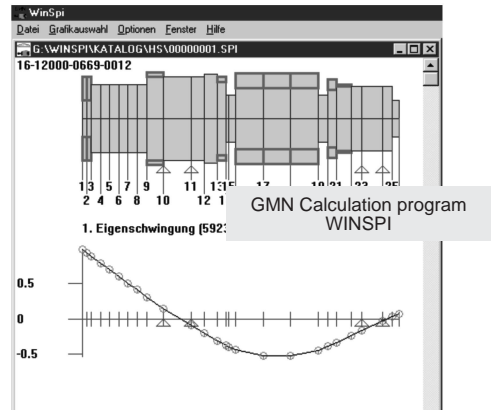 WinSpi
Datei Grafikauswahl Optionen Fenster Hilfe
G:\WINSPI\KATALOG\HS\00000001.SPI
16-12000-0669-0012
1 3 5 7 9 11 13 15 17 19 21 23 25
2 4 6 8 10 12
GMN Calculation program
WINSPI
1. Eigenschwingung (592
0.5
0
-0.5